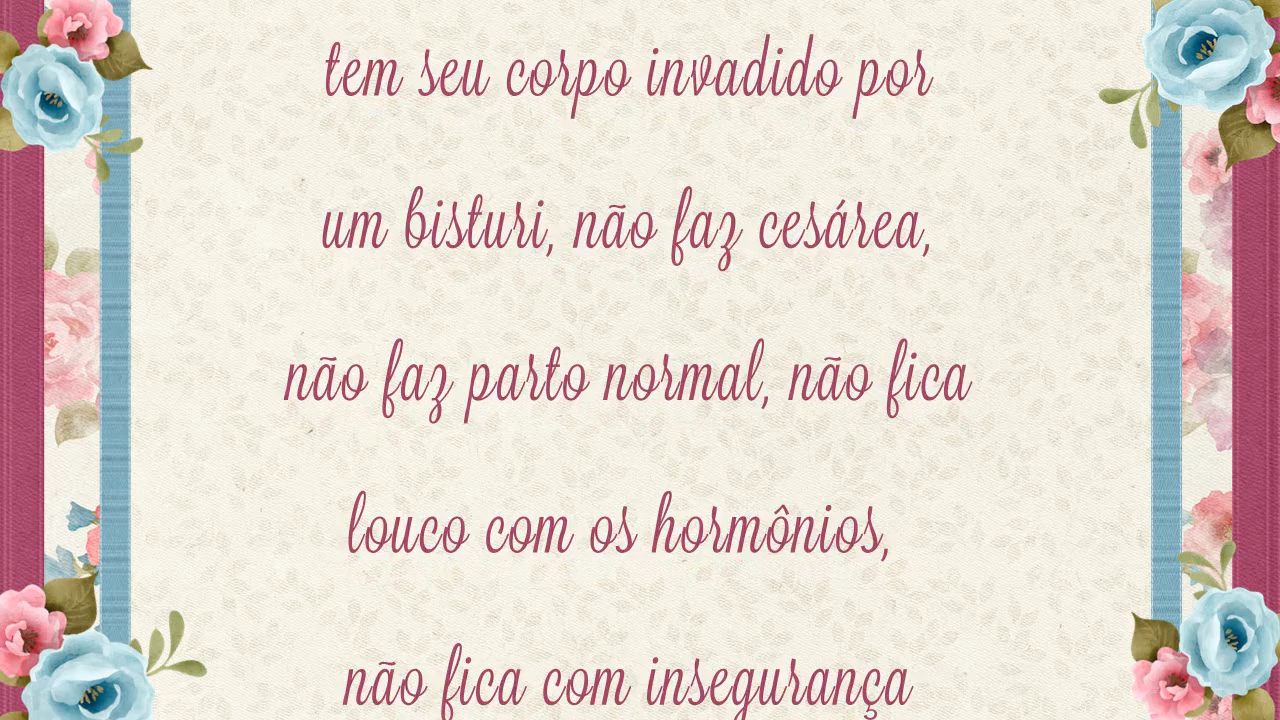 tem seu corpo invadido por
um bisturi, não faz cesárea,
não faz parto normal, não fica
louco com os hormônios,
não fica com insegurança